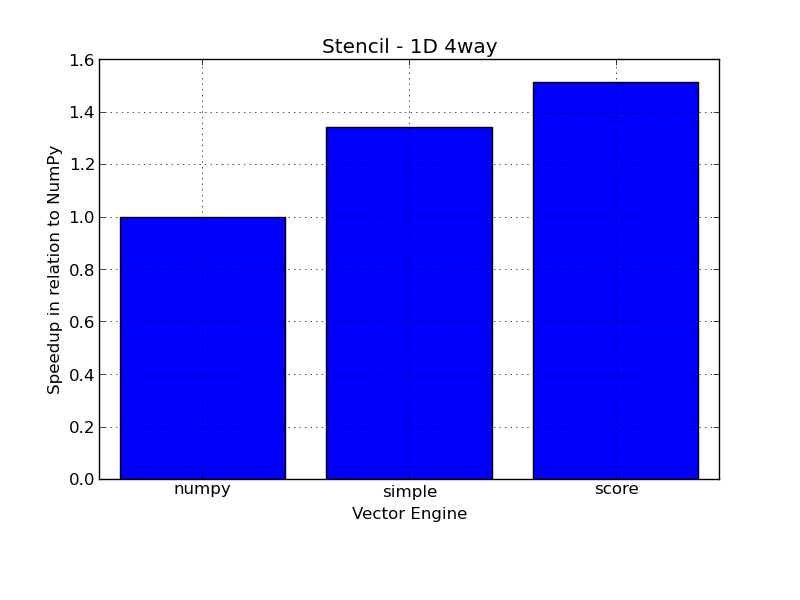 Stencil - 1D 4way
Speedup in relation to NumPy
1.6
1.4
1.2
1.0
0.8
0.6
0.4
0.2
0.0
numpy simple score
Vector Engine